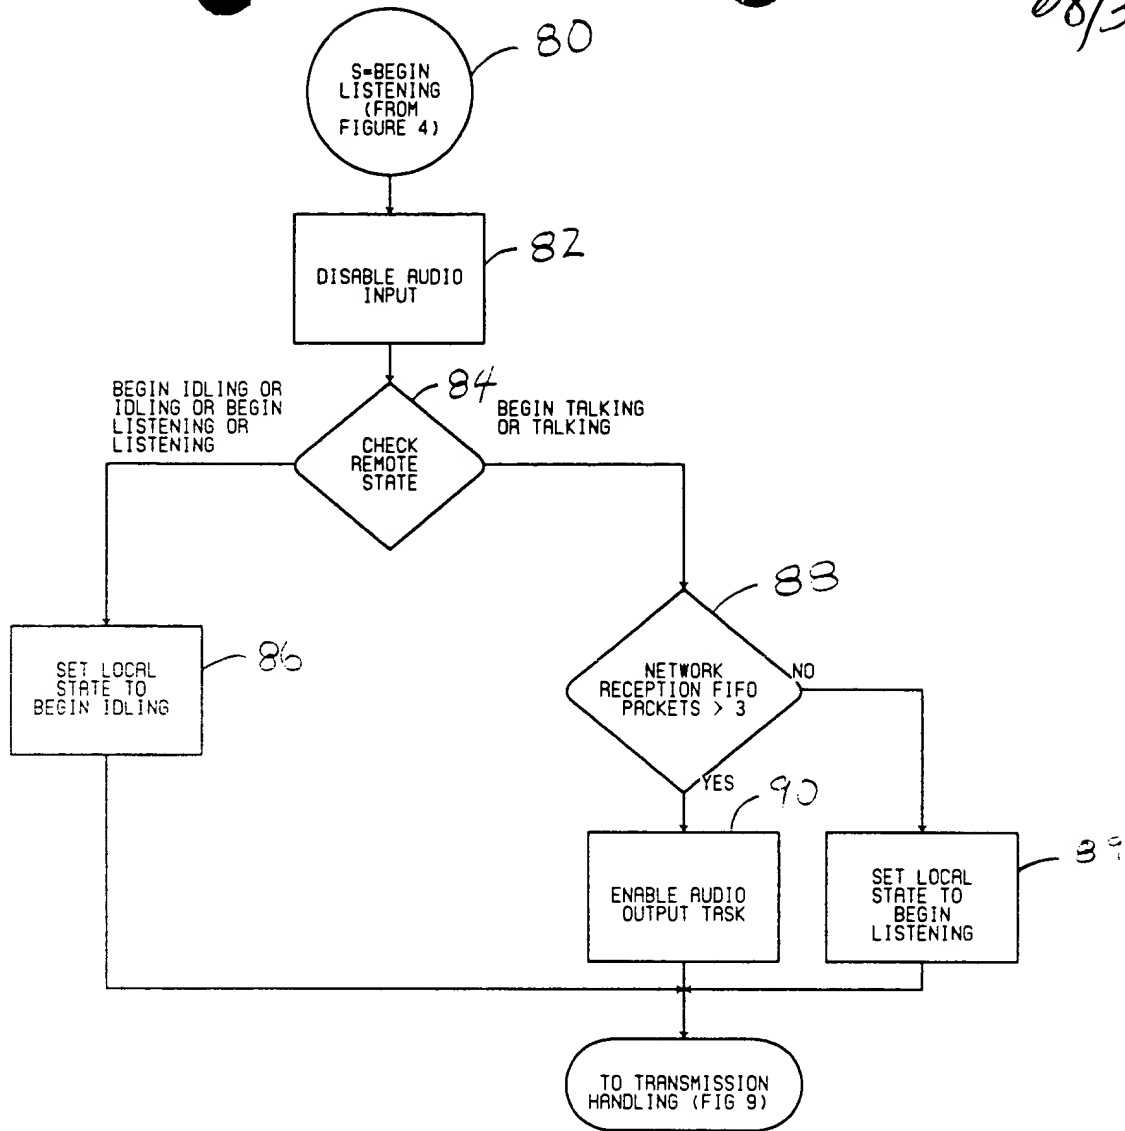 80
S=BEGIN
LISTENING
(FROM
FIGURE 4)
82
DISABLE AUDIO
INPUT
84
BEGIN IDLING OR
IDLING OR BEGIN
LISTENING OR
LISTENING
BEGIN TALKING
OR TALKING
CHECK
REMOTE
STATE
88
86
SET LOCAL
STATE TO
BEGIN IDLING
NETWORK
RECEPTION FIFO
PACKETS > 3
NO
YES
90
89
ENABLE AUDIO
OUTPUT TASK
SET LOCAL
STATE TO
BEGIN
LISTENING
TO TRANSMISSION
HANDLING (FIG 9)